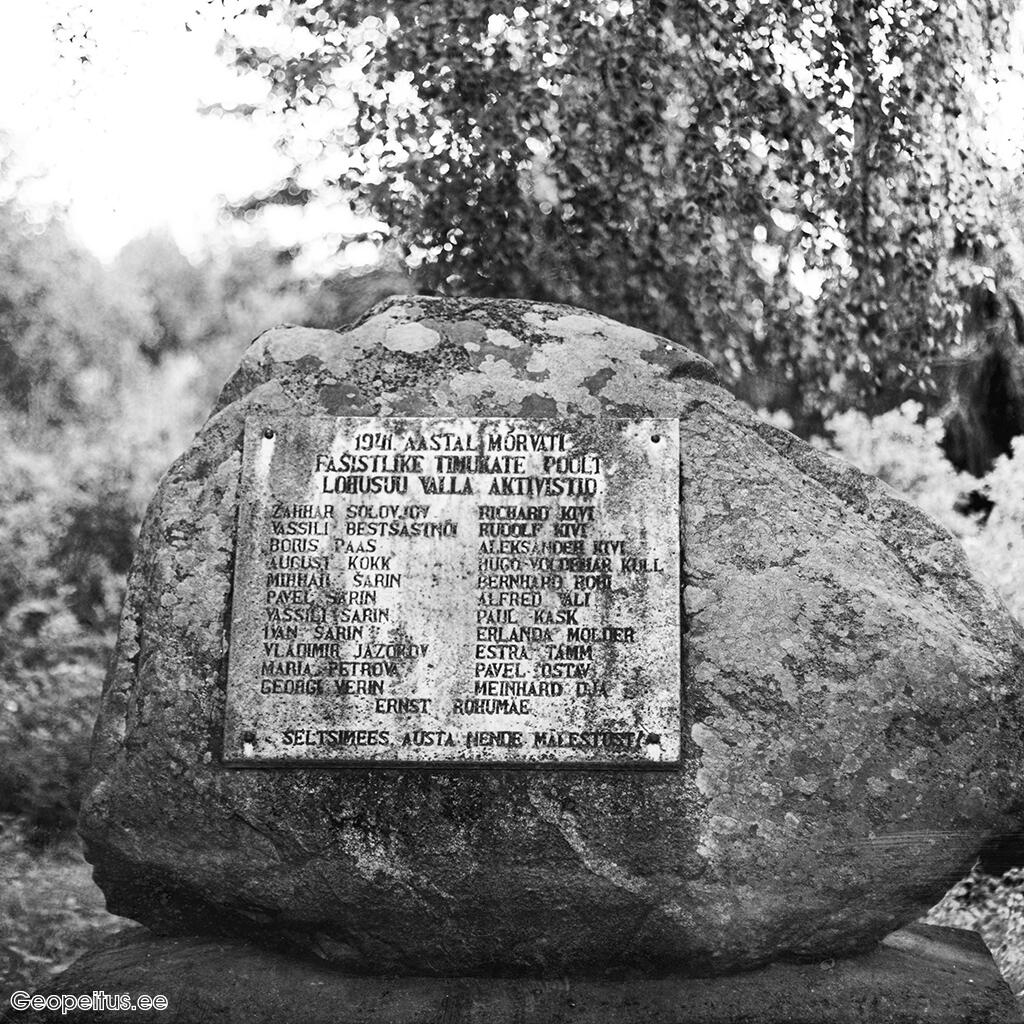 1941. AASTAL MÕRVATI
FAŠISTLIKE TIMUKATE POOLT
LOHUSUU VALLA AKTIVISTID.
ZAHHAR SOLOVJOV RICHARD KIVI
VASSILI BESTSASTNÕI RUDOLF KIVI
BORIS PAAS ALEKSANDER KIVI
AUGUST KOKK HUGO-VOLDEMAR KULL
MIHHAIL ŠARIN BERNHARD ROHI
PAVEL ŠARIN ALFRED VALI
VASSILI ŠARIN PAUL KASK
IVAN ŠARIN ERLANDA MÖLDER
VLADIMIR JAZÕKOV ESTRA TAMM
MARIA PETROVA PAVEL OSTAV
GEORGI VERIN MEINHARD OJA
ERNST ROHUMÄE
SELTSIMEES, AUSTA NENDE MÄLESTUST!
Geopeitus.ee